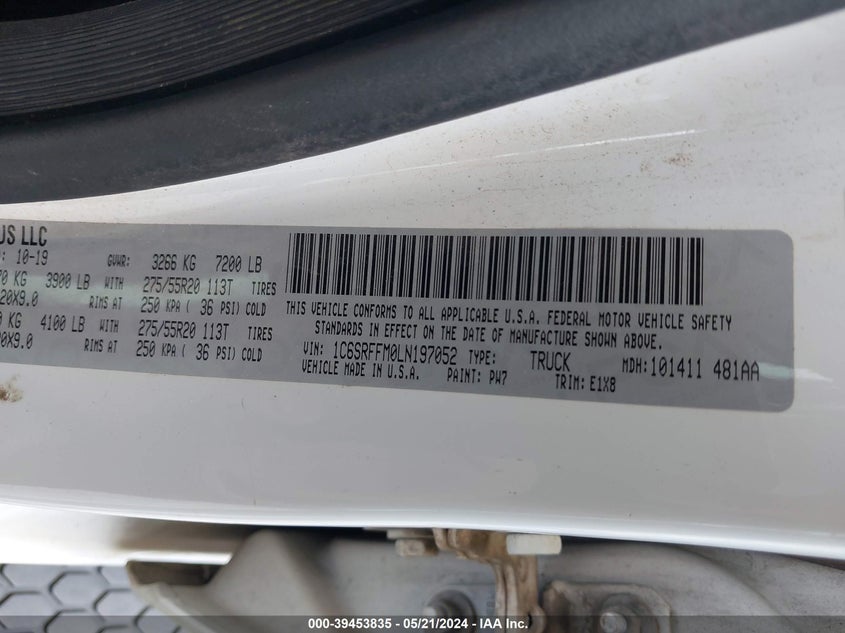 US LLC
: 10-19 GVWR: 3266 KG 7200 LB
70 KG 3900 LB WITH 275/55R20 113T TIRES
20X9.0 RIMS AT 250 KPA ( 36 PSI) COLD
0 KG 4100 LB WITH 275/55R20 113T TIRES
20X9.0 RIMS AT 250 KPA ( 36 PSI) COLD
THIS VEHICLE CONFORMS TO ALL APPLICABLE U.S.A. FEDERAL MOTOR VEHICLE SAFETY
STANDARDS IN EFFECT ON THE DATE OF MANUFACTURE SHOWN ABOVE.
VIN: 1C6SRFFM0LN197052 TYPE: TRUCK MDH:101411 481AA
VEHICLE MADE IN U.S.A. PAINT: PW7 TRIM: E1X8
000-39453835 - 05/21/2024 - IAA Inc.